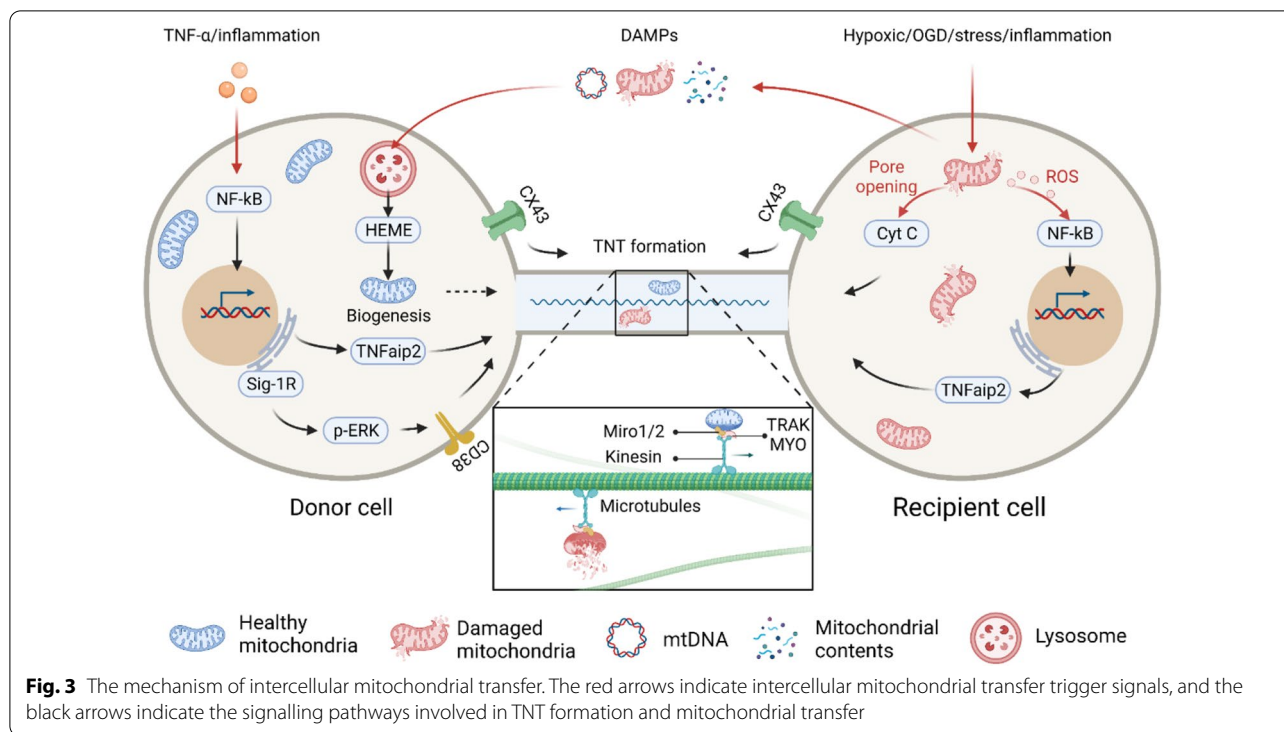 TNF-α/inflammation
DAMPs
Hypoxic/OGD/stress/inflammation
NF-kB
HEME
Biogenesis
TNFaip2
Sig-1R
p-ERK
CD38
CX43
TNT formation
CX43
Pore
opening
ROS
Cyt C
NF-kB
TNFaip2
Donor cell
Recipient cell
Miro1/2
Kinesin
TRAK
MYO
Microtubules
Healthy
mitochondria
Damaged
mitochondria
mtDNA
Mitochondrial
contents
Lysosome
Fig. 3 The mechanism of intercellular mitochondrial transfer. The red arrows indicate intercellular mitochondrial transfer trigger signals, and the
black arrows indicate the signalling pathways involved in TNT formation and mitochondrial transfer